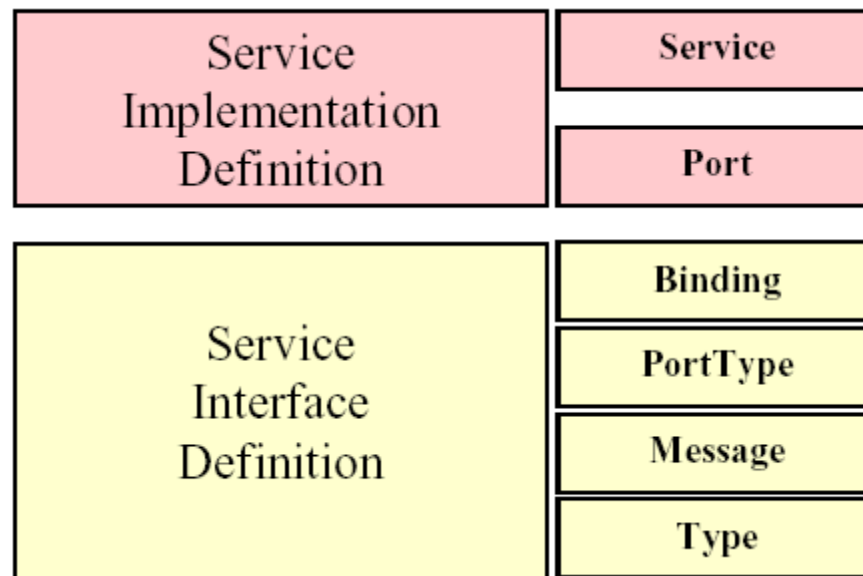 Service
Implementation
Definition
Service
Port
Service
Interface
Definition
Binding
PortType
Message
Type